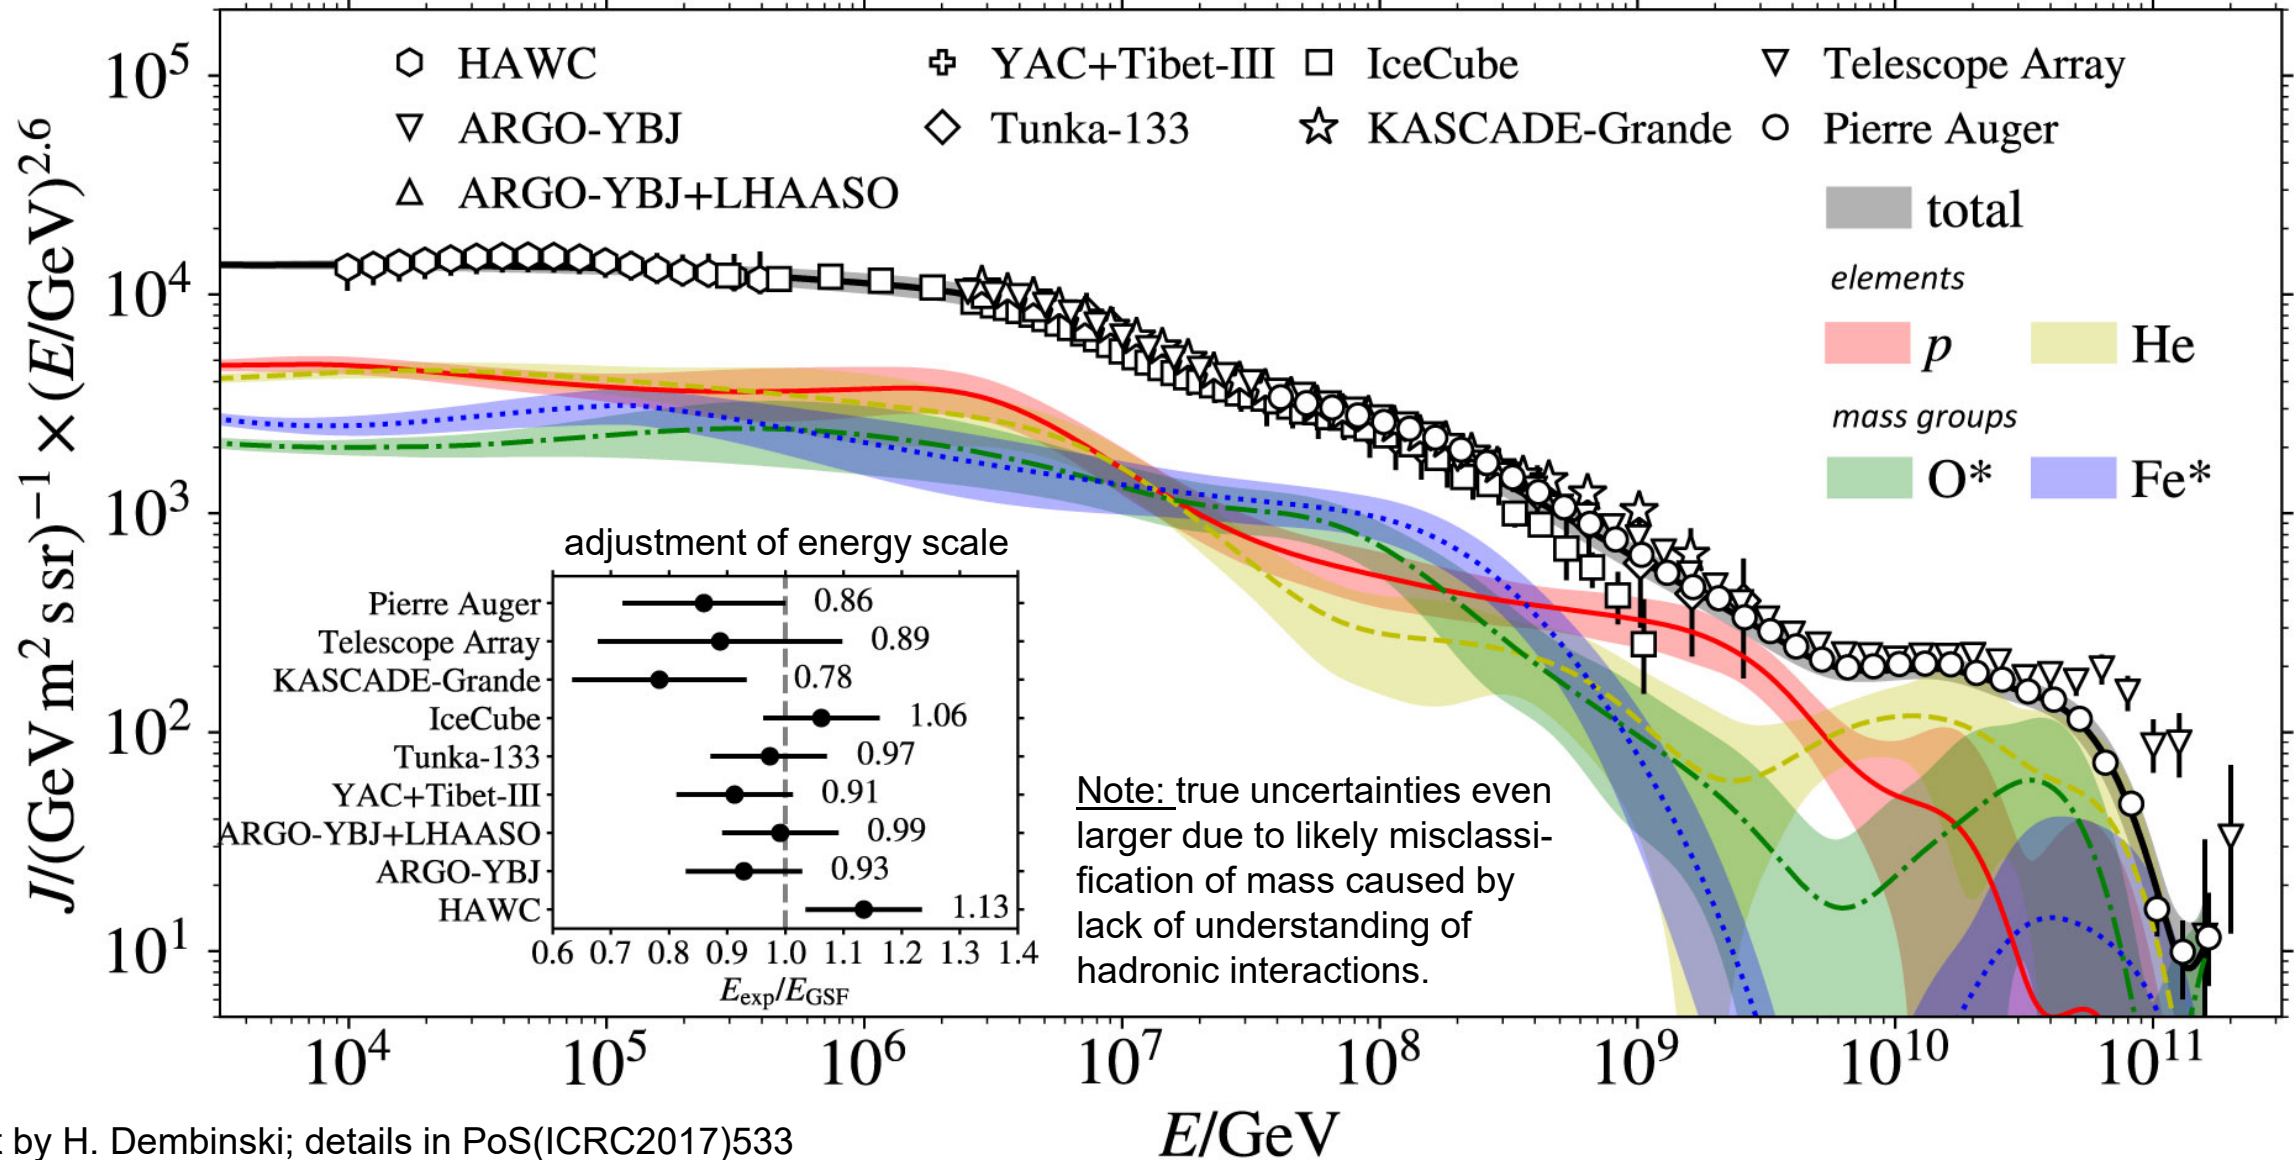 HAWC
ARGO-YBJ
ARGO-YBJ+LHAASO
YAC+Tibet-III
Tunka-133
IceCube
KASCADE-Grande
Telescope Array
Pierre Auger
total
elements
p He
mass groups
O* Fe*
J/(GeV m² s sr)⁻¹ × (E/GeV)²·⁶
10⁵
10⁴
10³
10²
10¹
adjustment of energy scale
Pierre Auger 0.86
Telescope Array 0.89
KASCADE-Grande 0.78
IceCube 1.06
Tunka-133 0.97
YAC+Tibet-III 0.91
ARGO-YBJ+LHAASO 0.99
ARGO-YBJ 0.93
HAWC 1.13
0.6 0.7 0.8 0.9 1.0 1.1 1.2 1.3 1.4
E_exp/E_GSF
Note: true uncertainties even
larger due to likely misclassi-
fication of mass caused by
lack of understanding of
hadronic interactions.
10⁴ 10⁵ 10⁶ 10⁷ 10⁸ 10⁹ 10¹⁰ 10¹¹
E/GeV
by H. Dembinski; details in PoS(ICRC2017)533